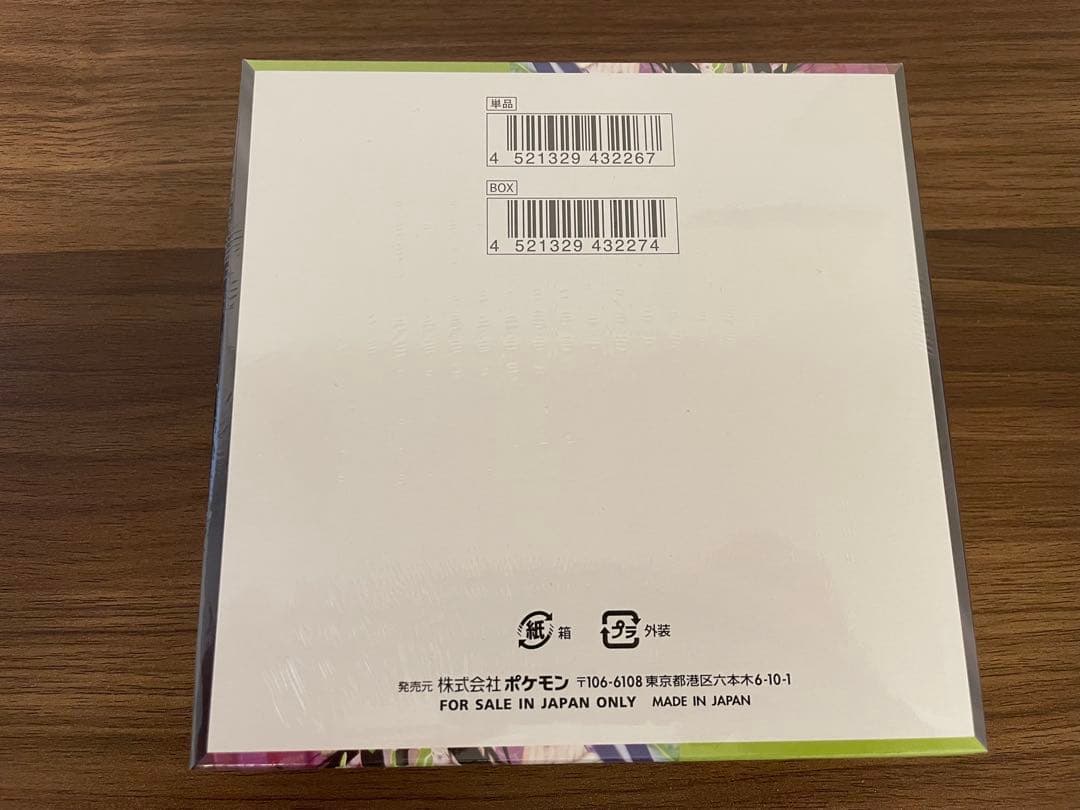 単品
4 521329 432267
BOX
4 521329 432274
紙 箱 プラ 外装
発売元 株式会社 ポケモン 〒106-6108 東京都港区六本木6-10-1
FOR SALE IN JAPAN ONLY MADE IN JAPAN